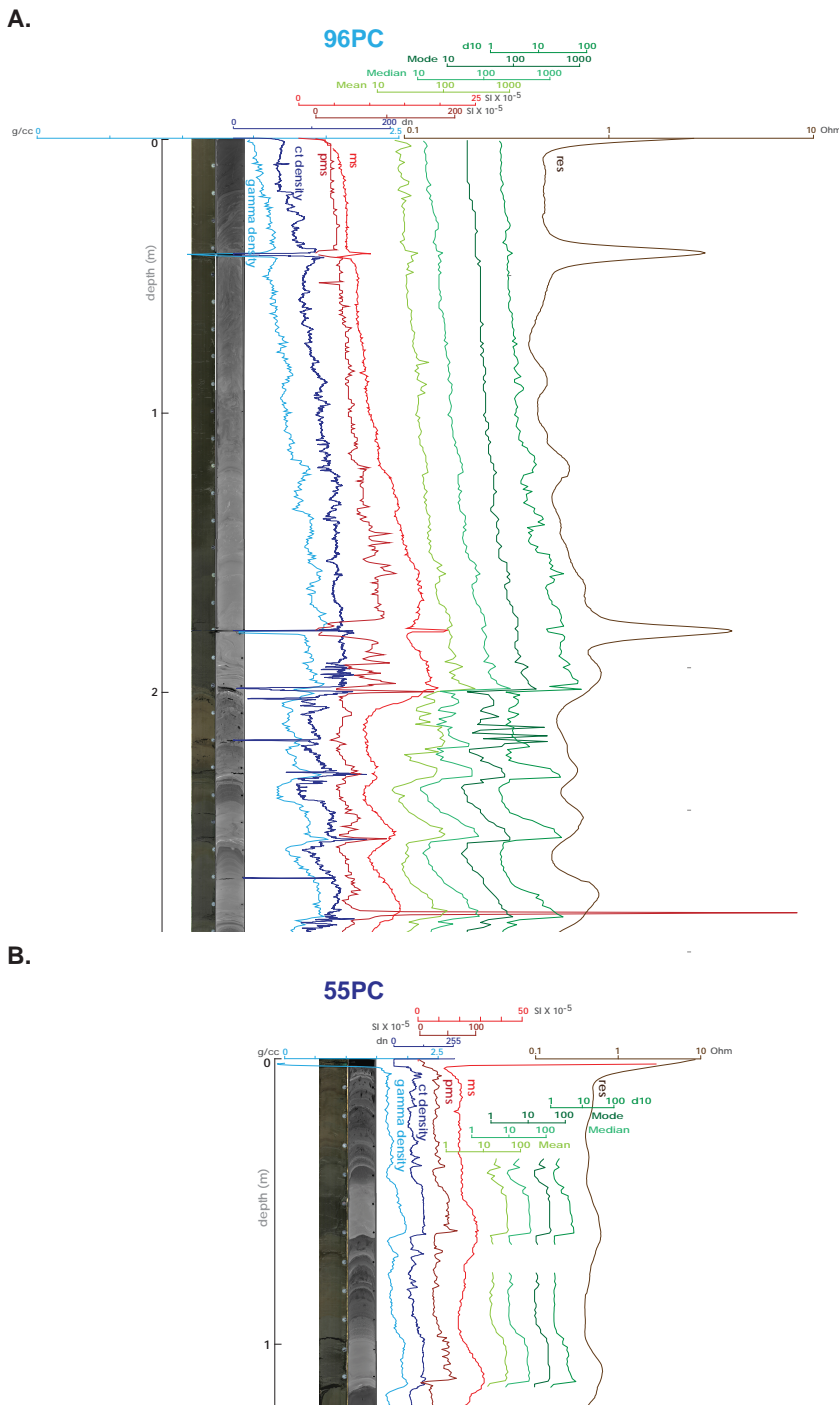 A.
96PC
d10 1 10 100
Mode 10 100 1000
Median 10 100 1000
Mean 10 100 1000
0 25 SI X 10-5
0 200 SI X 10-5
0 200 dn
g/cc 0 2.5 0.1 1 10 Ohm
0
res
ms
pms
ct density
gamma density
depth (m)
1
2
B.
55PC
0 50 SI X 10-5
SI X 10-5 0 100
dn 0 255
g/cc 0 2.5 0.1 1 10 Ohm
0
res
ms
pms
ct density
gamma density
1 10 100 d10
1 10 100 Mode
1 10 100 Median
1 10 100 Mean
depth (m)
1